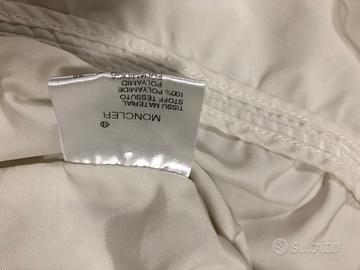 MONCLER
TISSU MATERIAL
STOFF TESSUTO
100% POLYAMIDE
POLYAMID
subito